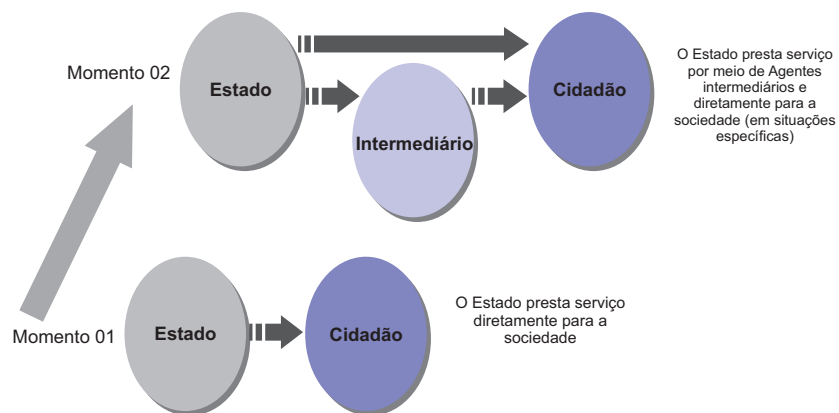 Momento 02
Estado
Intermediário
Cidadão
O Estado presta serviço
por meio de Agentes
intermediários e
diretamente para a
sociedade (em situações
específicas)
Momento 01
Estado
Cidadão
O Estado presta serviço
diretamente para a
sociedade